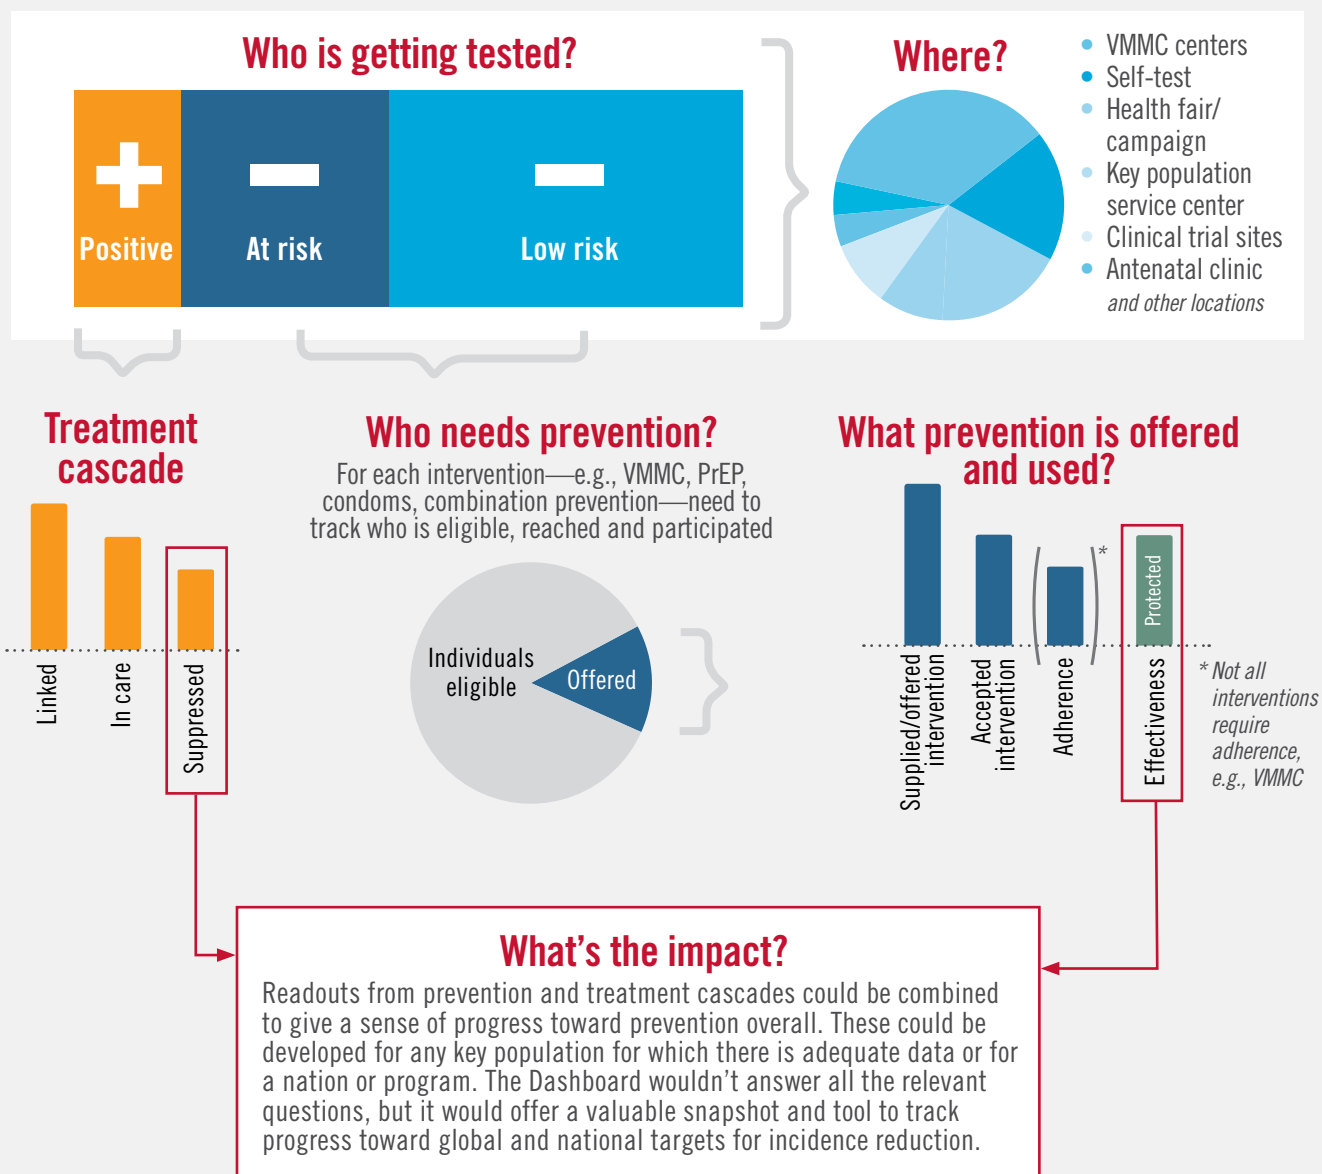 Who is getting tested?
Positive
At risk
Low risk
Where?
• VMMC centers
• Self-test
• Health fair/
campaign
• Key population
service center
• Clinical trial sites
• Antenatal clinic
and other locations
Treatment
cascade
Linked
In care
Suppressed
Who needs prevention?
For each intervention—e.g., VMMC, PrEP,
condoms, combination prevention—need to
track who is eligible, reached and participated
Individuals
eligible
Offered
What prevention is offered
and used?
Supplied/offered
intervention
Accepted
intervention
Adherence
*
Protected
Effectiveness
* Not all
interventions
require
adherence,
e.g., VMMC
What’s the impact?
Readouts from prevention and treatment cascades could be combined
to give a sense of progress toward prevention overall. These could be
developed for any key population for which there is adequate data or for
a nation or program. The Dashboard wouldn’t answer all the relevant
questions, but it would offer a valuable snapshot and tool to track
progress toward global and national targets for incidence reduction.